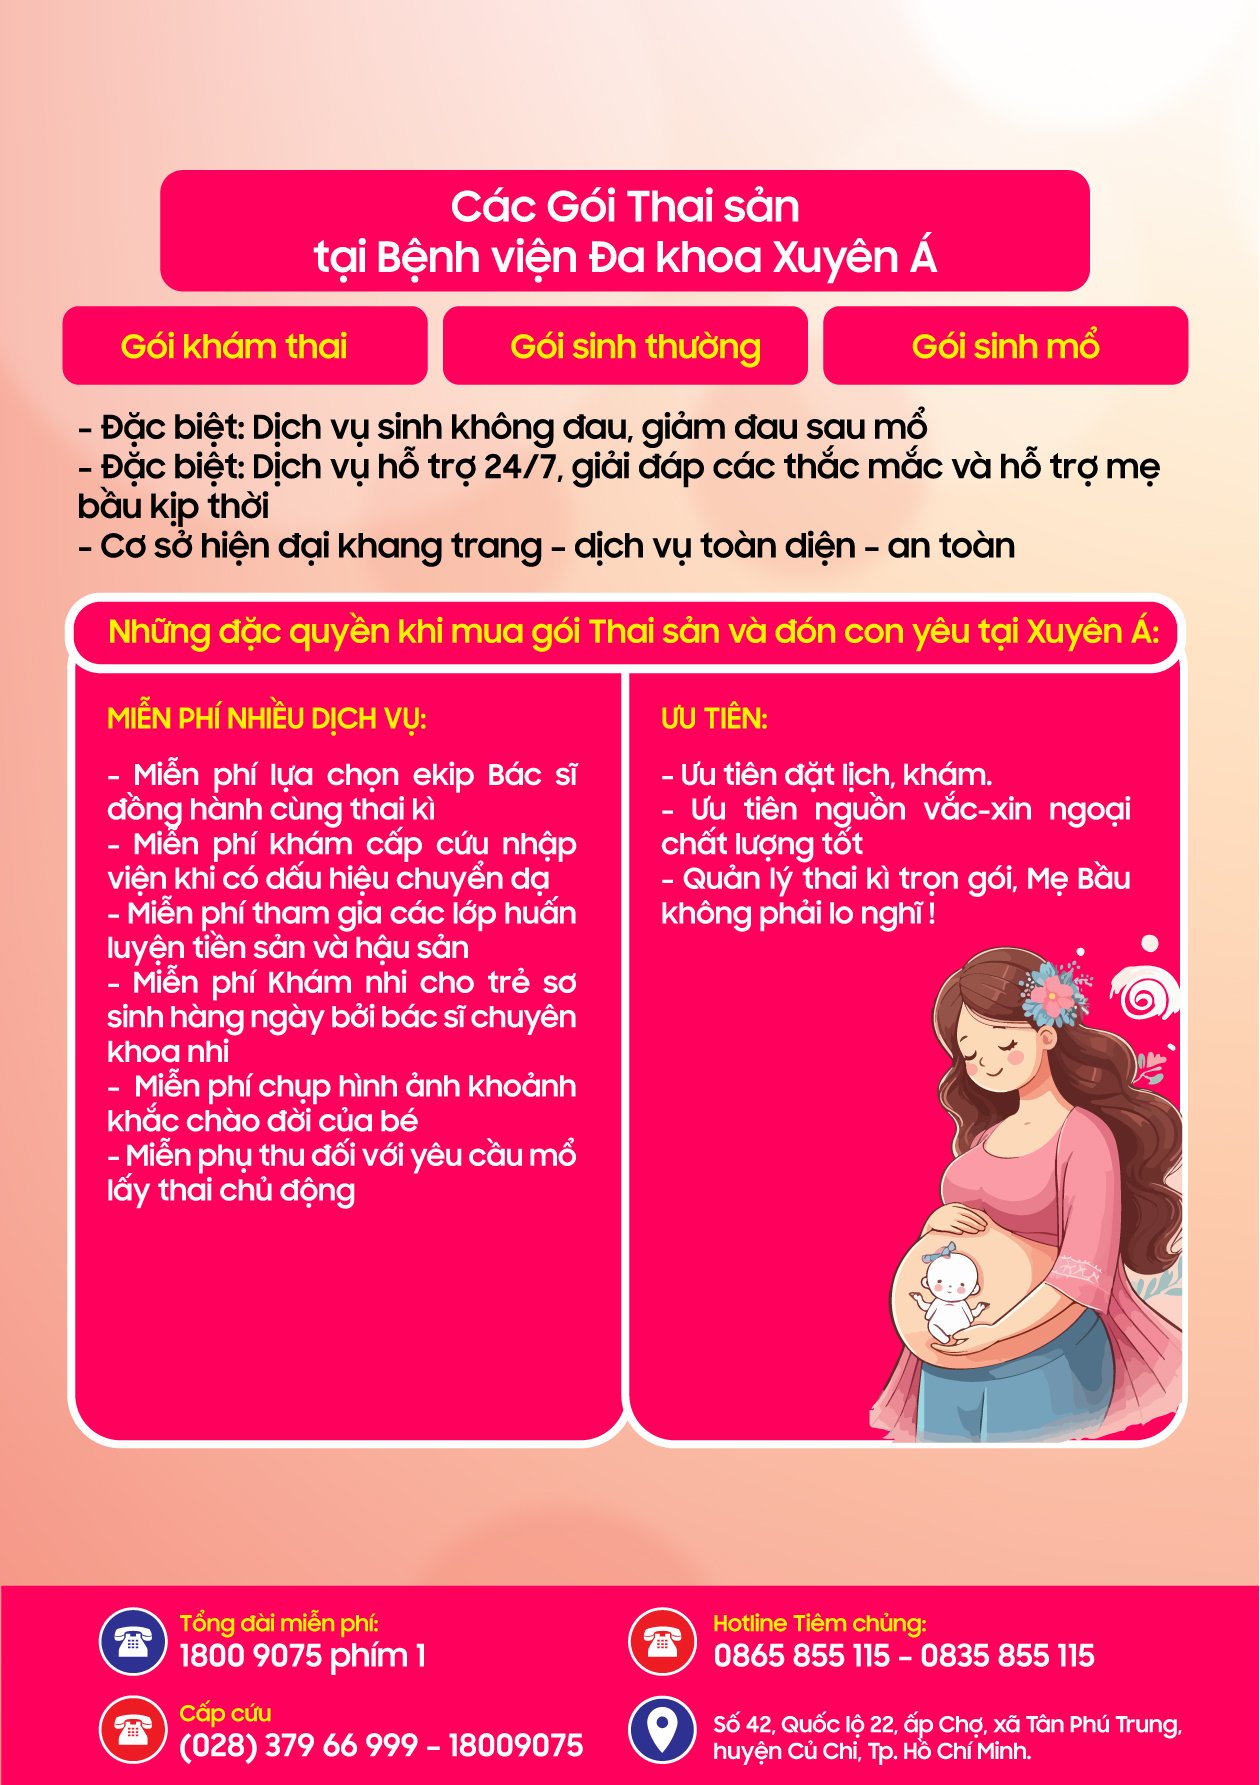 Các Gói Thai sản
tại Bệnh viện Đa khoa Xuyên Á
Gói khám thai
Gói sinh thường
Gói sinh mổ
- Đặc biệt: Dịch vụ sinh không đau, giảm đau sau mổ
- Đặc biệt: Dịch vụ hỗ trợ 24/7, giải đáp các thắc mắc và hỗ trợ mẹ
bầu kịp thời
- Cơ sở hiện đại khang trang - dịch vụ toàn diện - an toàn
Những đặc quyền khi mua gói Thai sản và đón con yêu tại Xuyên Á:
MIỄN PHÍ NHIỀU DỊCH VỤ:
- Miễn phí lựa chọn ekip Bác sĩ
đồng hành cùng thai kì
- Miễn phí khám cấp cứu nhập
viện khi có dấu hiệu chuyển dạ
- Miễn phí tham gia các lớp huấn
luyện tiền sản và hậu sản
- Miễn phí Khám nhi cho trẻ sơ
sinh hàng ngày bởi bác sĩ chuyên
khoa nhi
- Miễn phí chụp hình ảnh khoảnh
khắc chào đời của bé
- Miễn phụ thu đối với yêu cầu mổ
lấy thai chủ động
ƯU TIÊN:
- Ưu tiên đặt lịch, khám.
- Ưu tiên nguồn vắc-xin ngoại
chất lượng tốt
- Quản lý thai kì trọn gói, Mẹ Bầu
không phải lo nghĩ !
Tổng đài miễn phí:
1800 9075 phím 1
Cấp cứu
(028) 379 66 999 - 18009075
Hotline Tiêm chủng:
0865 855 115 - 0835 855 115
Số 42, Quốc lộ 22, ấp Chợ, xã Tân Phú Trung,
huyện Củ Chi, Tp. Hồ Chí Minh.